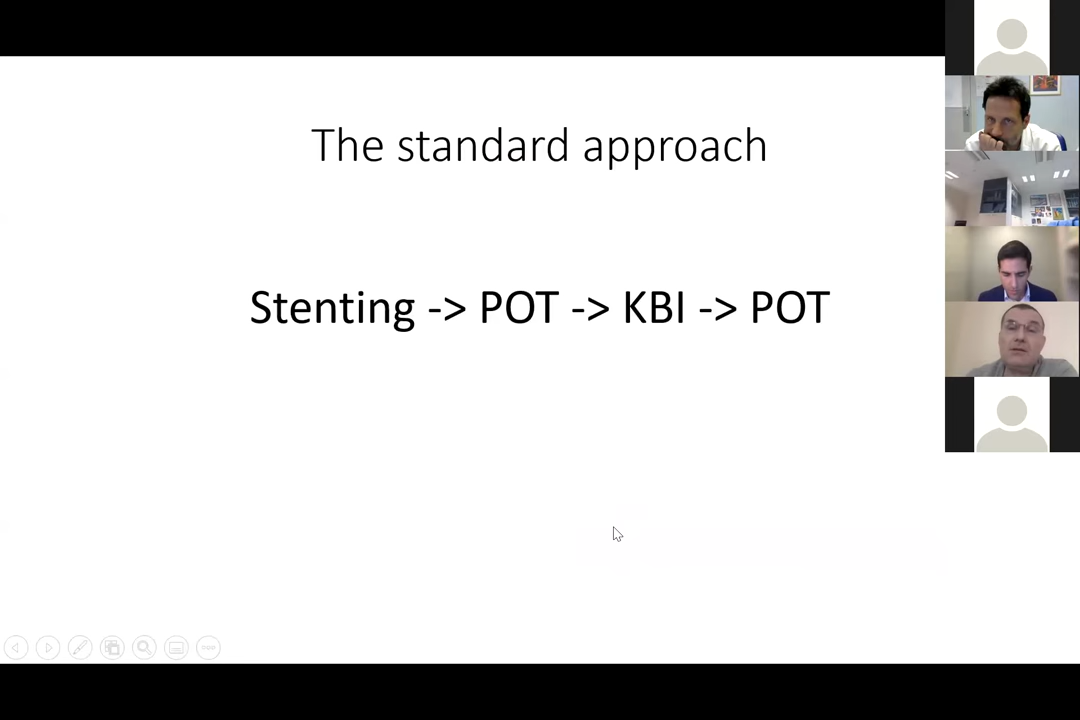 The standard approach
Stenting -> POT -> KBI -> POT